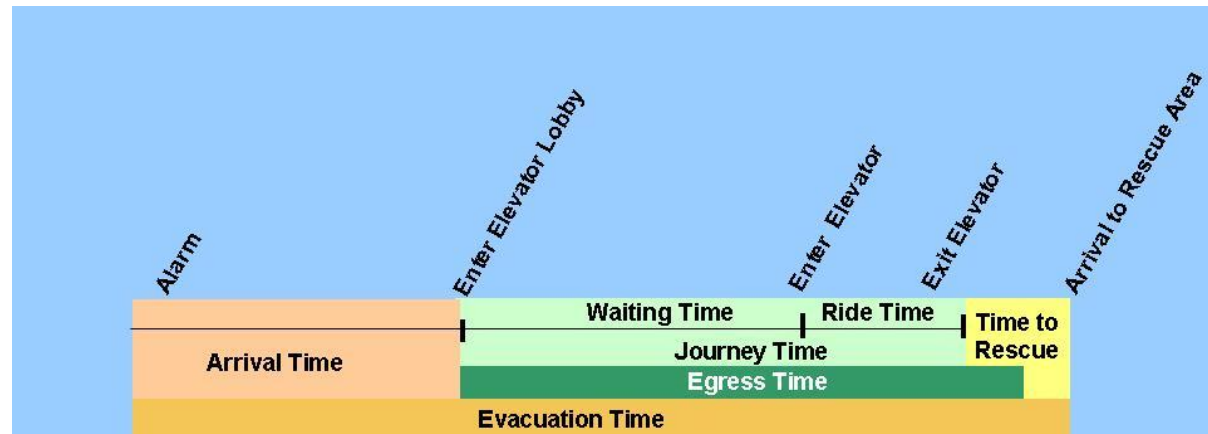 Alarm
Enter Elevator Lobby
Enter Elevator
Exit Elevator
Arrival to Rescue Area
Waiting Time
Ride Time
Time to
Rescue
Arrival Time
Journey Time
Egress Time
Evacuation Time